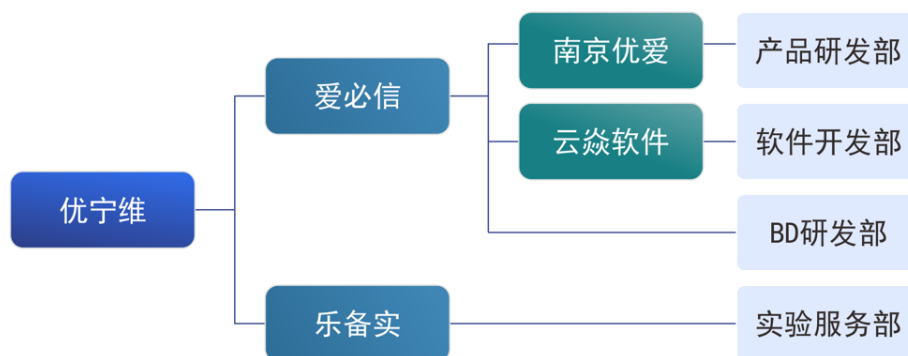 南京优爱
产品研发部
爱必信
云焱软件
软件开发部
优宁维
BD研发部
乐备实
实验服务部